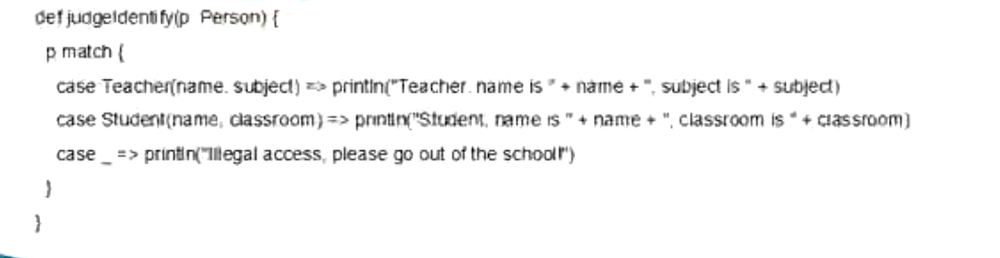 def judgeIdentify(p Person) {
p match {
case Teacher(name. subject) => println("Teacher. name is " + name + ", subject is " + subject)
case Student(name, classroom) => println("Student, name is " + name + ", classroom is " + classroom)
case _ => println("Illegal access, please go out of the school!")
}
}